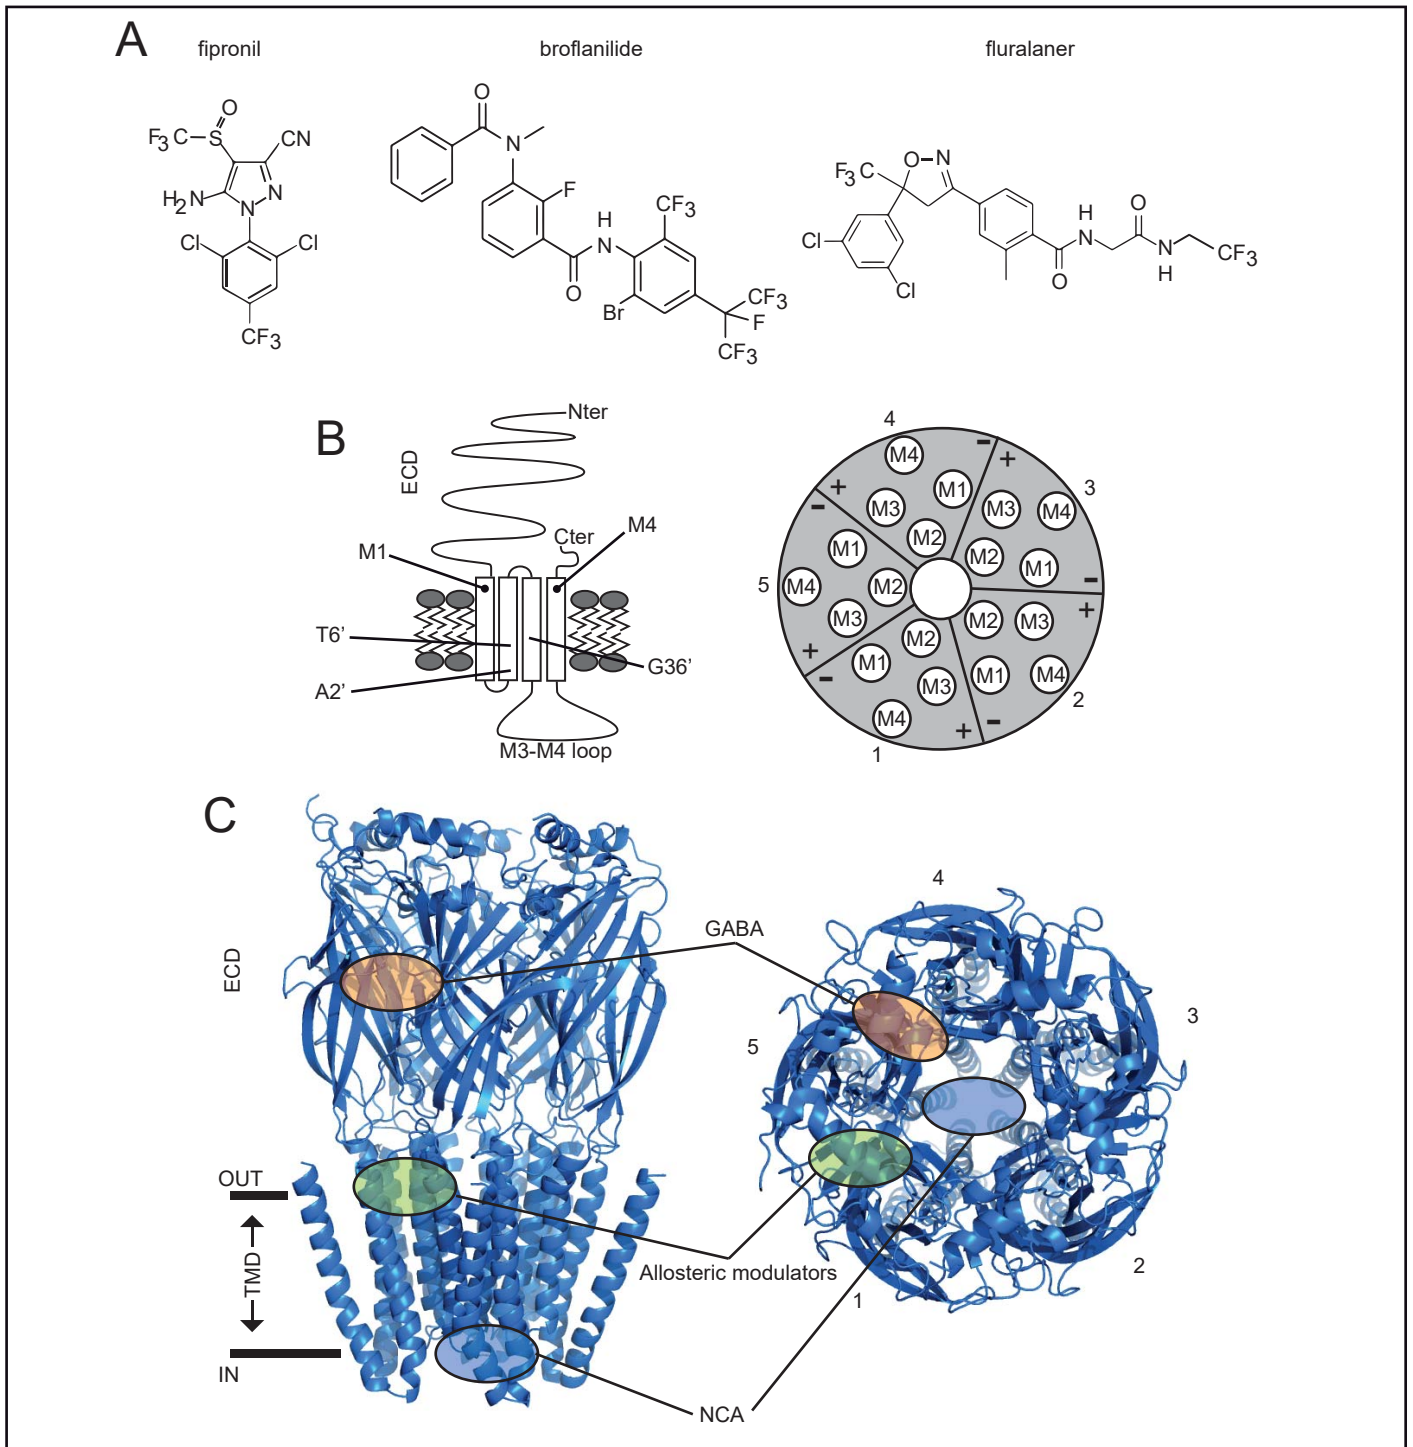 A
fipronil
broflanilide
fluralaner
O
F3C
S
CN
H2N
N
N
Cl
Cl
CF3
O
N
F
H
N
O
CF3
Br
CF3
F
CF3
F3C
O
N
Cl
Cl
O
H
N
O
N
H
CF3
B
Nter
ECD
Cter
M4
M1
T6'
A2'
G36'
M3-M4 loop
4
M4
-
+
+
M1
M3
M2
3
M3
M4
M2
M1
-
-
M1
5
M4
M2
M3
+
+
M2
M3
M1
M4
2
-
-
M2
M1
M3
M4
+
1
C
ECD
GABA
4
3
5
OUT
TMD
IN
Allosteric modulators
1
2
NCA